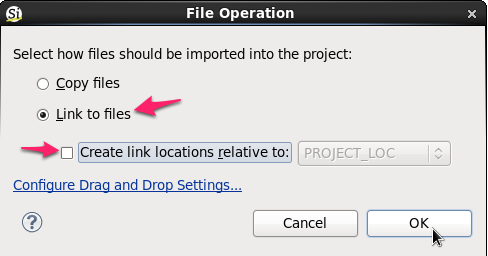 Si File Operation
Select how files should be imported into the project:
Copy files
Link to files
Create link locations relative to: PROJECT_LOC
Configure Drag and Drop Settings...
? Cancel OK